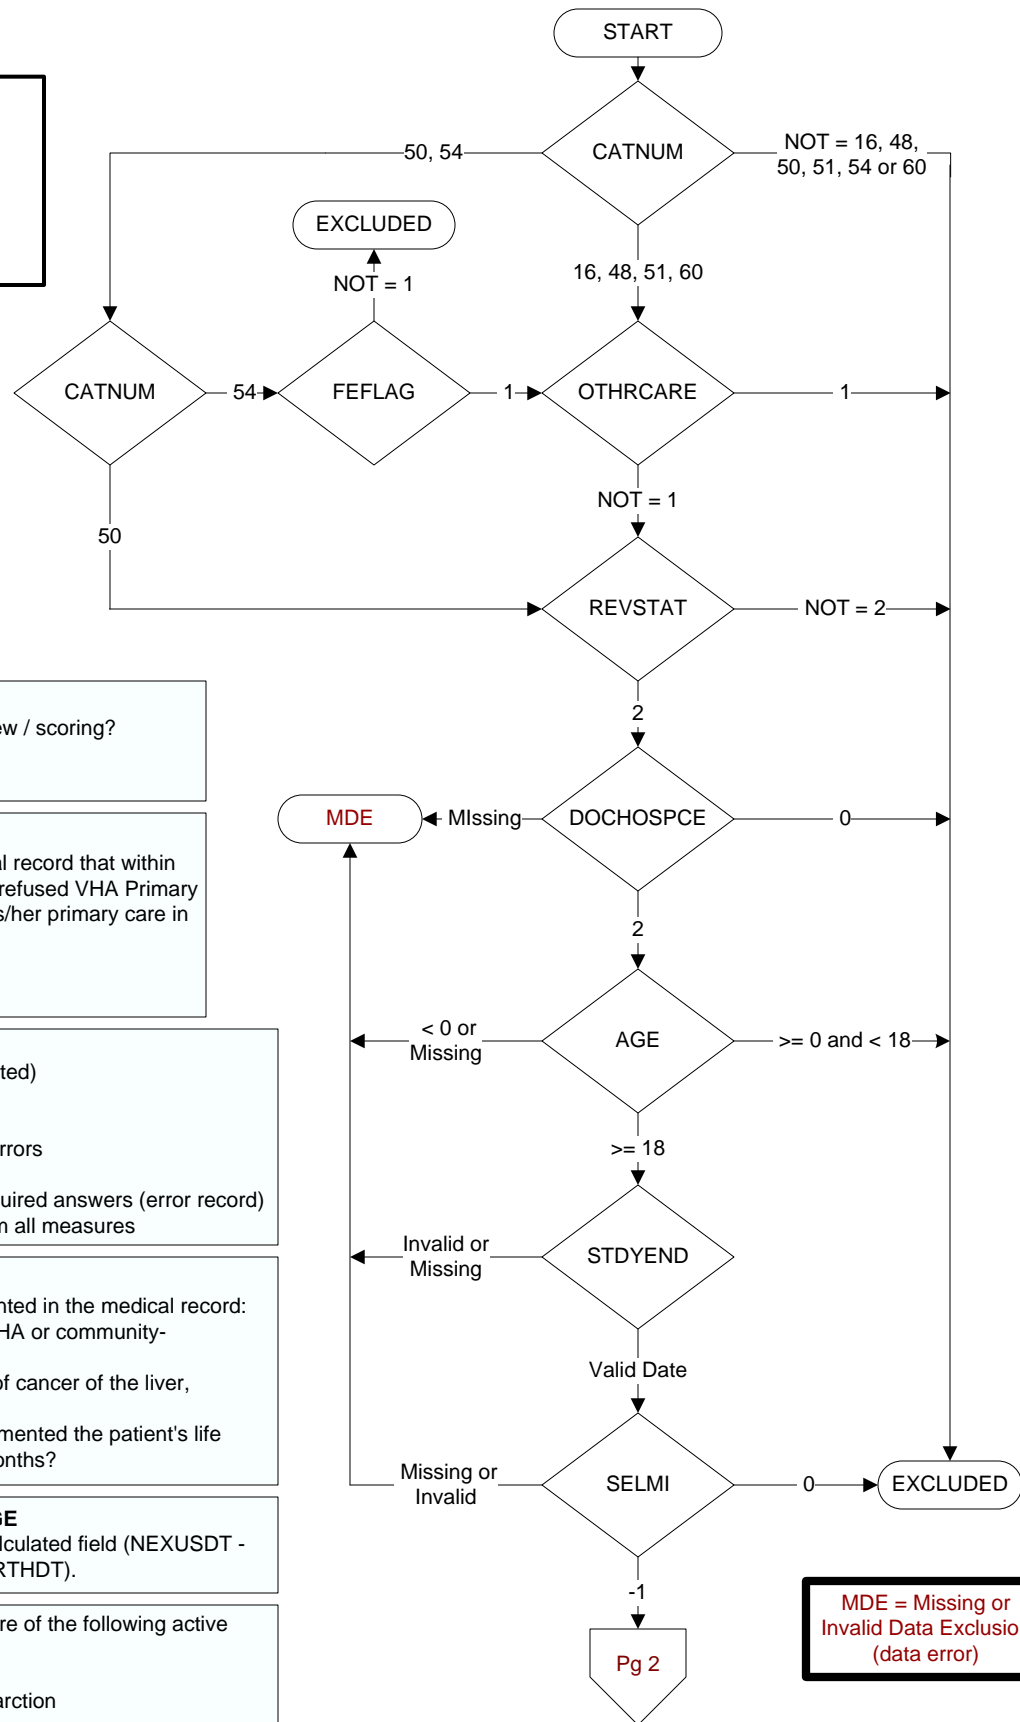 START
CATNUM
50, 54
NOT = 16, 48,
50, 51, 54 or 60
EXCLUDED
16, 48, 51, 60
NOT = 1
CATNUM
54
FEFLAG
1
OTHRCARE
1
NOT = 1
50
REVSTAT
NOT = 2
2
ew / scoring?
MDE
MIssing
DOCHOSPCE
0
al record that within
refused VHA Primary
s/her primary care in
2
< 0 or
Missing
AGE
>= 0 and < 18
ted)
rrors
uired answers (error record)
m all measures
>= 18
Invalid or
Missing
STDYEND
nted in the medical record:
HA or community-
of cancer of the liver,
mented the patient's life
onths?
Valid Date
Missing or
Invalid
SELMI
0
EXCLUDED
GE
lculated field (NEXUSDT -
RTHDT).
-1
MDE = Missing or
Invalid Data Exclusio
(data error)
re of the following active
arction
Pg 2